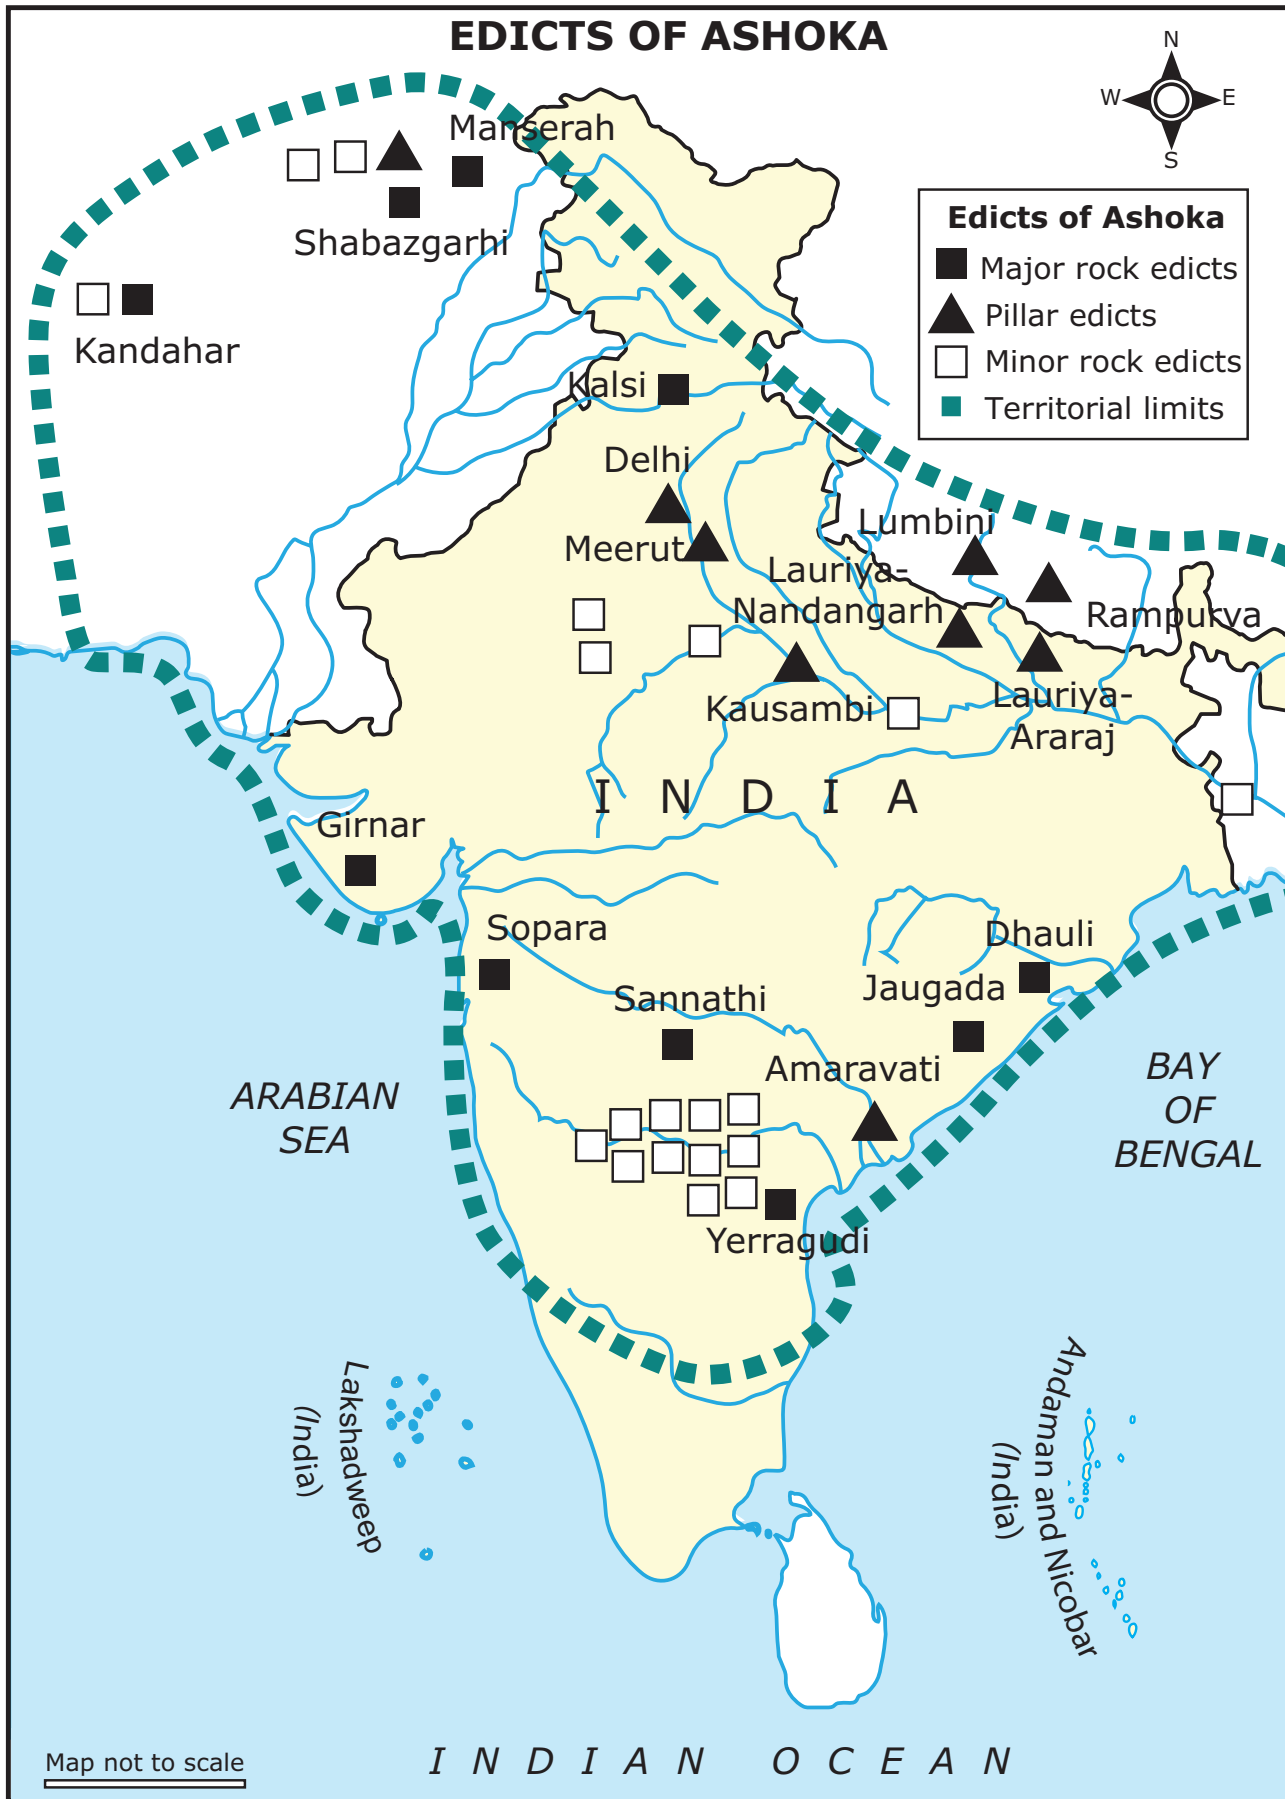 EDICTS OF ASHOKA
N
W
E
S
Manserah
Shabazgarhi
Kandahar
Edicts of Ashoka
Major rock edicts
Pillar edicts
Minor rock edicts
Territorial limits
Kalsi
Delhi
Meerut
Lumbini
Lauriya-
Nandangarh
Rampurva
Kausambi
Lauriya-
Araraj
I N D I A
Girnar
Sopara
Sannathi
Dhauli
Jaugada
Amaravati
Yerragudi
ARABIAN
SEA
BAY
OF
BENGAL
Lakshadweep
(India)
Andaman and Nicobar
(India)
Map not to scale
I N D I A N O C E A N